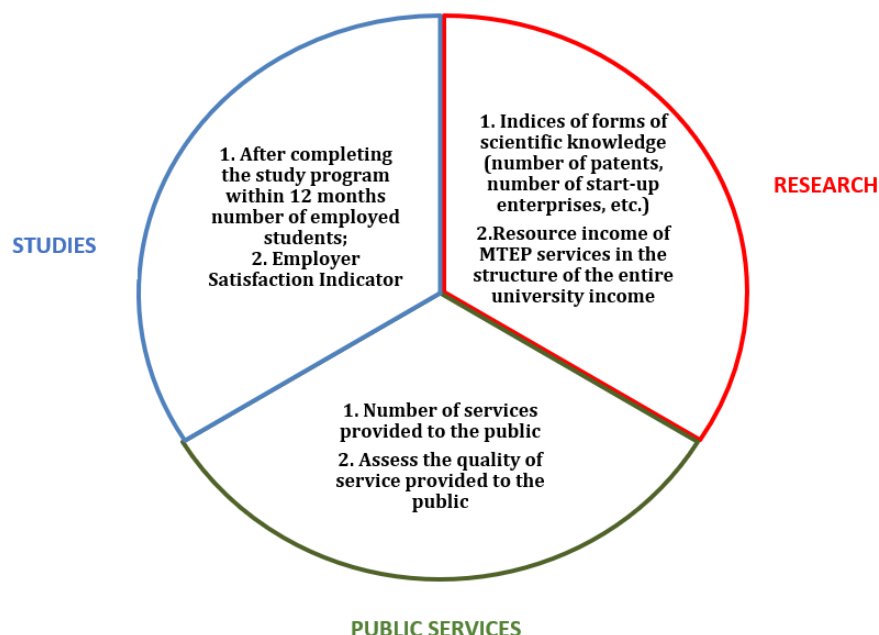 STUDIES
1. After completing
the study program
within 12 months
number of employed
students;
2. Employer
Satisfaction Indicator
1. Indices of forms of
scientific knowledge
(number of patents,
number of start-up
enterprises, etc.)
2.Resource income of
MTEP services in the
structure of the entire
university income
RESEARCH
1. Number of services
provided to the public
2. Assess the quality of
service provided to the
public
PUBLIC SERVICES